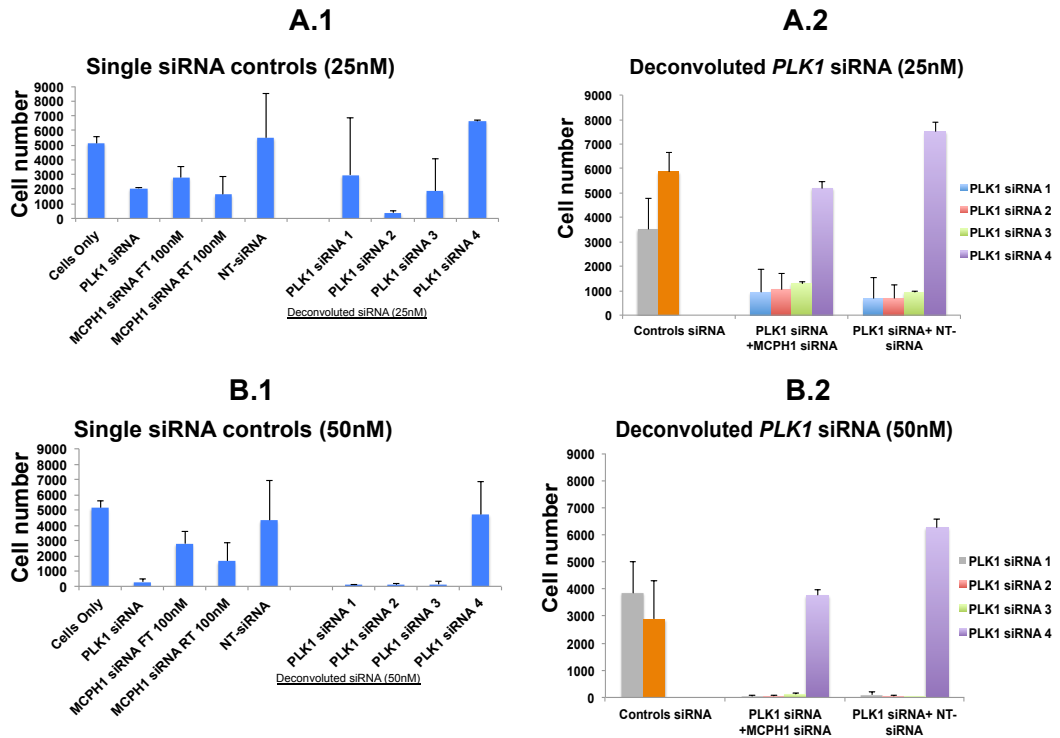 A.1
Single siRNA controls (25nM)
Cell number
9000
8000
7000
6000
5000
4000
3000
2000
1000
0
Cells Only
PLK1 siRNA
MCPH1 siRNA FT 100nM
MCPH1 siRNA RT 100nM
NT-siRNA
PLK1 siRNA 1
PLK1 siRNA 2
PLK1 siRNA 3
PLK1 siRNA 4
Deconvoluted siRNA (25nM)
A.2
Deconvoluted PLK1 siRNA (25nM)
Cell number
9000
8000
7000
6000
5000
4000
3000
2000
1000
0
Controls siRNA
PLK1 siRNA
+MCPH1 siRNA
PLK1 siRNA+ NT-
siRNA
PLK1 siRNA 1
PLK1 siRNA 2
PLK1 siRNA 3
PLK1 siRNA 4
B.1
Single siRNA controls (50nM)
Cell number
9000
8000
7000
6000
5000
4000
3000
2000
1000
0
Cells Only
PLK1 siRNA
MCPH1 siRNA FT 100nM
MCPH1 siRNA RT 100nM
NT-siRNA
PLK1 siRNA 1
PLK1 siRNA 2
PLK1 siRNA 3
PLK1 siRNA 4
Deconvoluted siRNA (50nM)
B.2
Deconvoluted PLK1 siRNA (50nM)
Cell number
9000
8000
7000
6000
5000
4000
3000
2000
1000
0
Controls siRNA
PLK1 siRNA
+MCPH1 siRNA
PLK1 siRNA+ NT-
siRNA
PLK1 siRNA 1
PLK1 siRNA 2
PLK1 siRNA 3
PLK1 siRNA 4